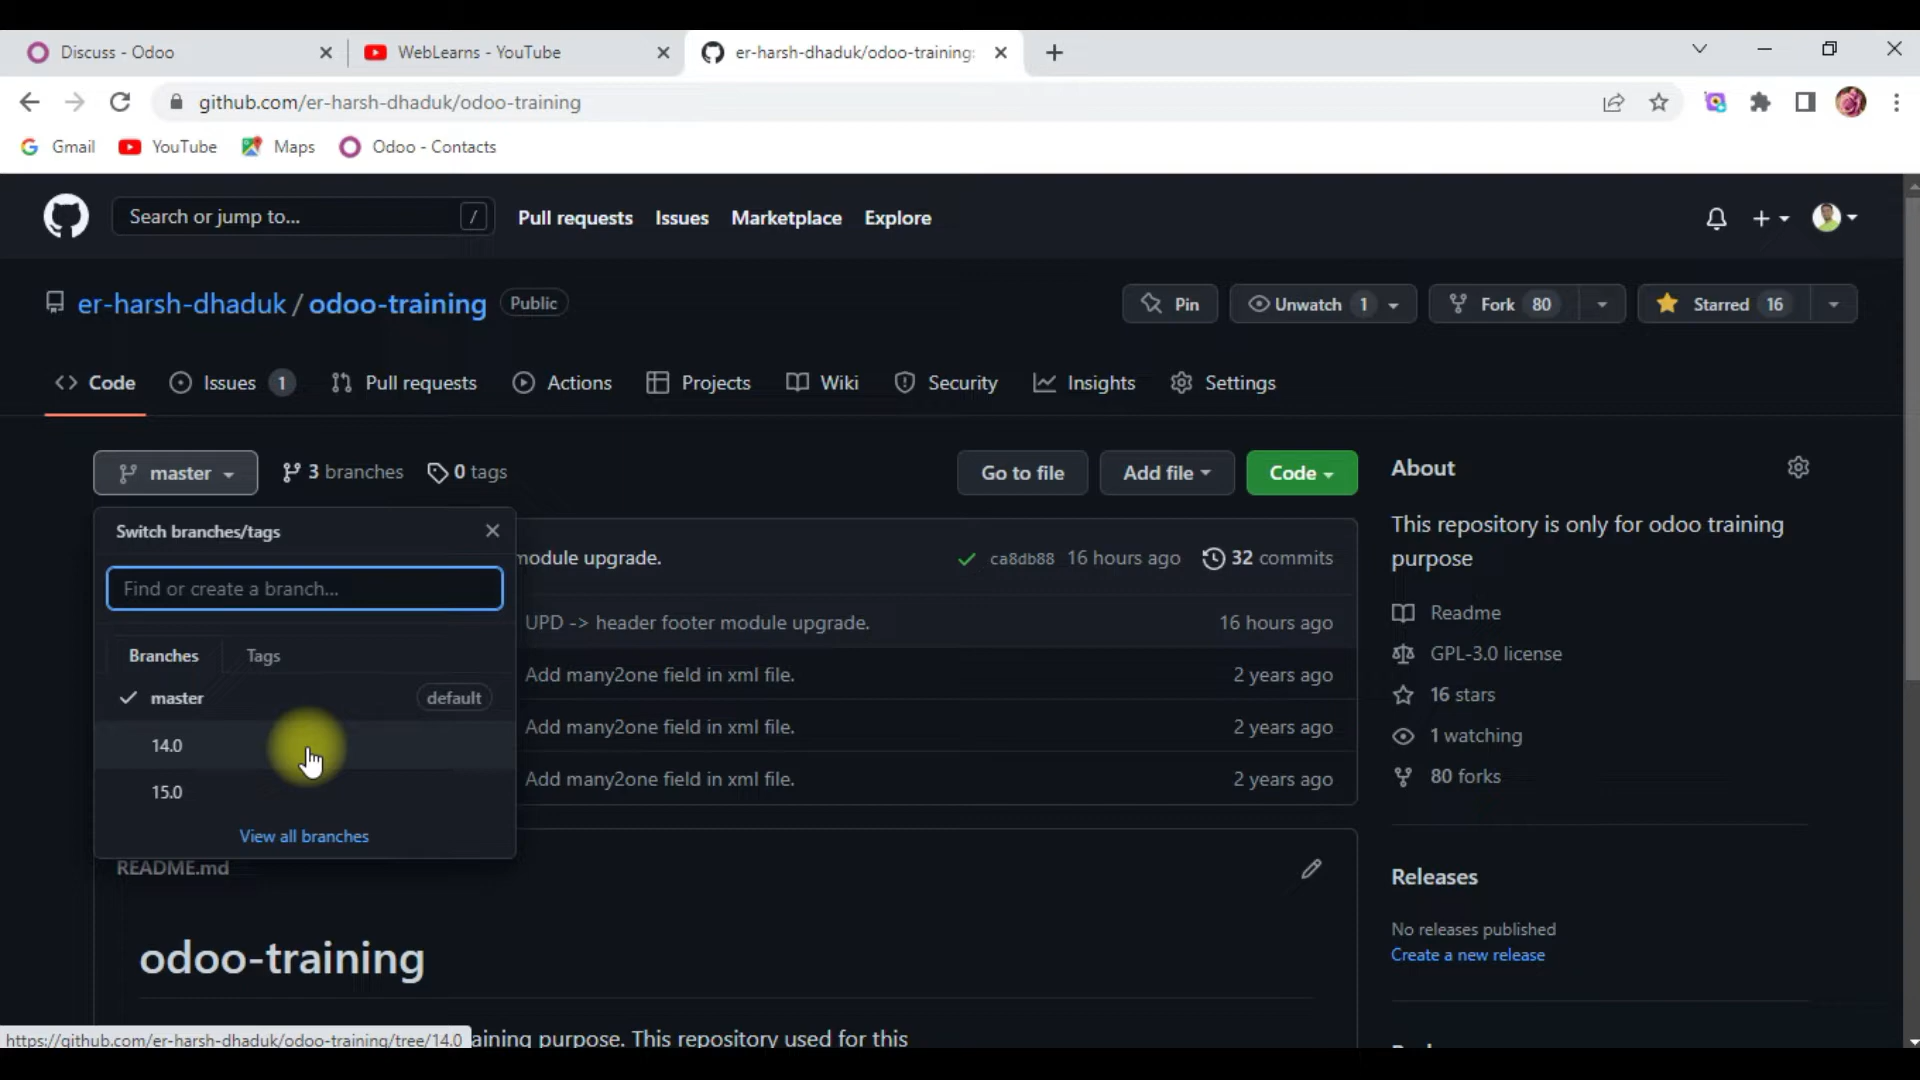 Discuss - Odoo
WebLearns - YouTube
er-harsh-dhaduk/odoo-training:
github.com/er-harsh-dhaduk/odoo-training
Gmail
YouTube
Maps
Odoo - Contacts
Search or jump to...
/
Pull requests
Issues
Marketplace
Explore
er-harsh-dhaduk / odoo-training
Public
Pin
Unwatch 1
Fork 80
Starred 16
Code
Issues 1
Pull requests
Actions
Projects
Wiki
Security
Insights
Settings
master
3 branches
0 tags
Go to file
Add file
Code
Switch branches/tags
Find or create a branch...
Branches
Tags
master
default
14.0
15.0
View all branches
module upgrade.
ca8db88 16 hours ago
32 commits
UPD -> header footer module upgrade.
16 hours ago
Add many2one field in xml file.
2 years ago
Add many2one field in xml file.
2 years ago
Add many2one field in xml file.
2 years ago
README.md
odoo-training
aining purpose. This repository used for this
About
This repository is only for odoo training
purpose
Readme
GPL-3.0 license
16 stars
1 watching
80 forks
Releases
No releases published
Create a new release
https://github.com/er-harsh-dhaduk/odoo-training/tree/14.0